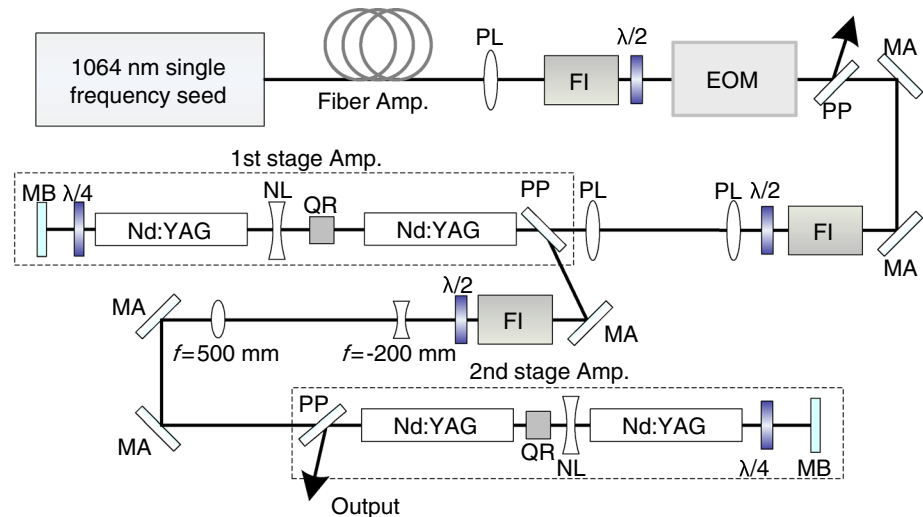 1064 nm single
frequency seed
Fiber Amp.
PL
FI
λ/2
EOM
PP
MA
1st stage Amp.
MB
λ/4
Nd:YAG
NL
QR
Nd:YAG
PP
PL
PL
λ/2
FI
MA
MA
f=500 mm
f=-200 mm
λ/2
FI
MA
2nd stage Amp.
MA
PP
Nd:YAG
QR
NL
Nd:YAG
λ/4
MB
Output